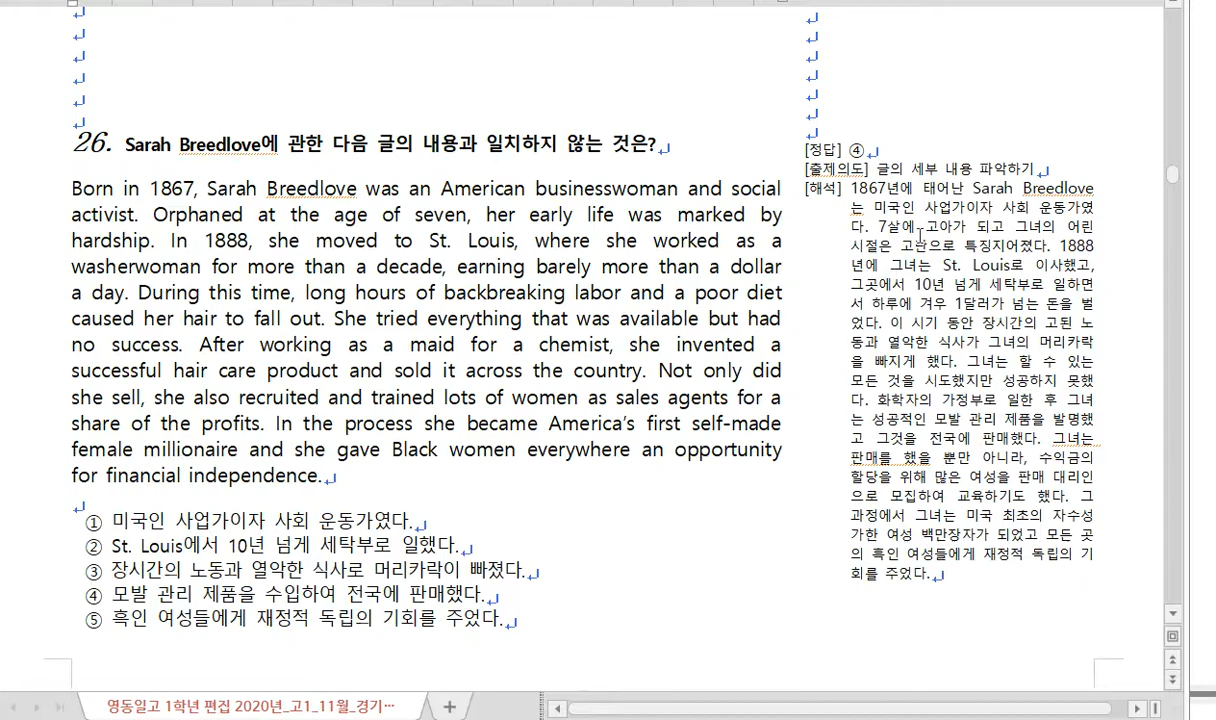 26. Sarah Breedlove에 관한 다음 글의 내용과 일치하지 않는 것은?
Born in 1867, Sarah Breedlove was an American businesswoman and social
activist. Orphaned at the age of seven, her early life was marked by
hardship. In 1888, she moved to St. Louis, where she worked as a
washerwoman for more than a decade, earning barely more than a dollar
a day. During this time, long hours of backbreaking labor and a poor diet
caused her hair to fall out. She tried everything that was available but had
no success. After working as a maid for a chemist, she invented a
successful hair care product and sold it across the country. Not only did
she sell, she also recruited and trained lots of women as sales agents for a
share of the profits. In the process she became America's first self-made
female millionaire and she gave Black women everywhere an opportunity
for financial independence.
① 미국인 사업가이자 사회 운동가였다.
② St. Louis에서 10년 넘게 세탁부로 일했다.
③ 장시간의 노동과 열악한 식사로 머리카락이 빠졌다.
④ 모발 관리 제품을 수입하여 전국에 판매했다.
⑤ 흑인 여성들에게 재정적 독립의 기회를 주었다.
[정답] ④
[출제의도] 글의 세부 내용 파악하기
[해석] 1867년에 태어난 Sarah Breedlove
는 미국인 사업가이자 사회 운동가였
다. 7살에 고아가 되고 그녀의 어린
시절은 고난으로 특징지어졌다. 1888
년에 그녀는 St. Louis로 이사했고,
그곳에서 10년 넘게 세탁부로 일하면
서 하루에 겨우 1달러가 넘는 돈을 벌
었다. 이 시기 동안 장시간의 고된 노
동과 열악한 식사가 그녀의 머리카락
을 빠지게 했다. 그녀는 할 수 있는
모든 것을 시도했지만 성공하지 못했
다. 화학자의 가정부로 일한 후 그녀
는 성공적인 모발 관리 제품을 발명했
고 그것을 전국에 판매했다. 그녀는
판매를 했을 뿐만 아니라, 수익금의
할당을 위해 많은 여성을 판매 대리인
으로 모집하여 교육하기도 했다. 그
과정에서 그녀는 미국 최초의 자수성
가한 여성 백만장자가 되었고 모든 곳
의 흑인 여성들에게 재정적 독립의 기
회를 주었다.
영동일고 1학년 편집 2020년_고1_11월_경기…